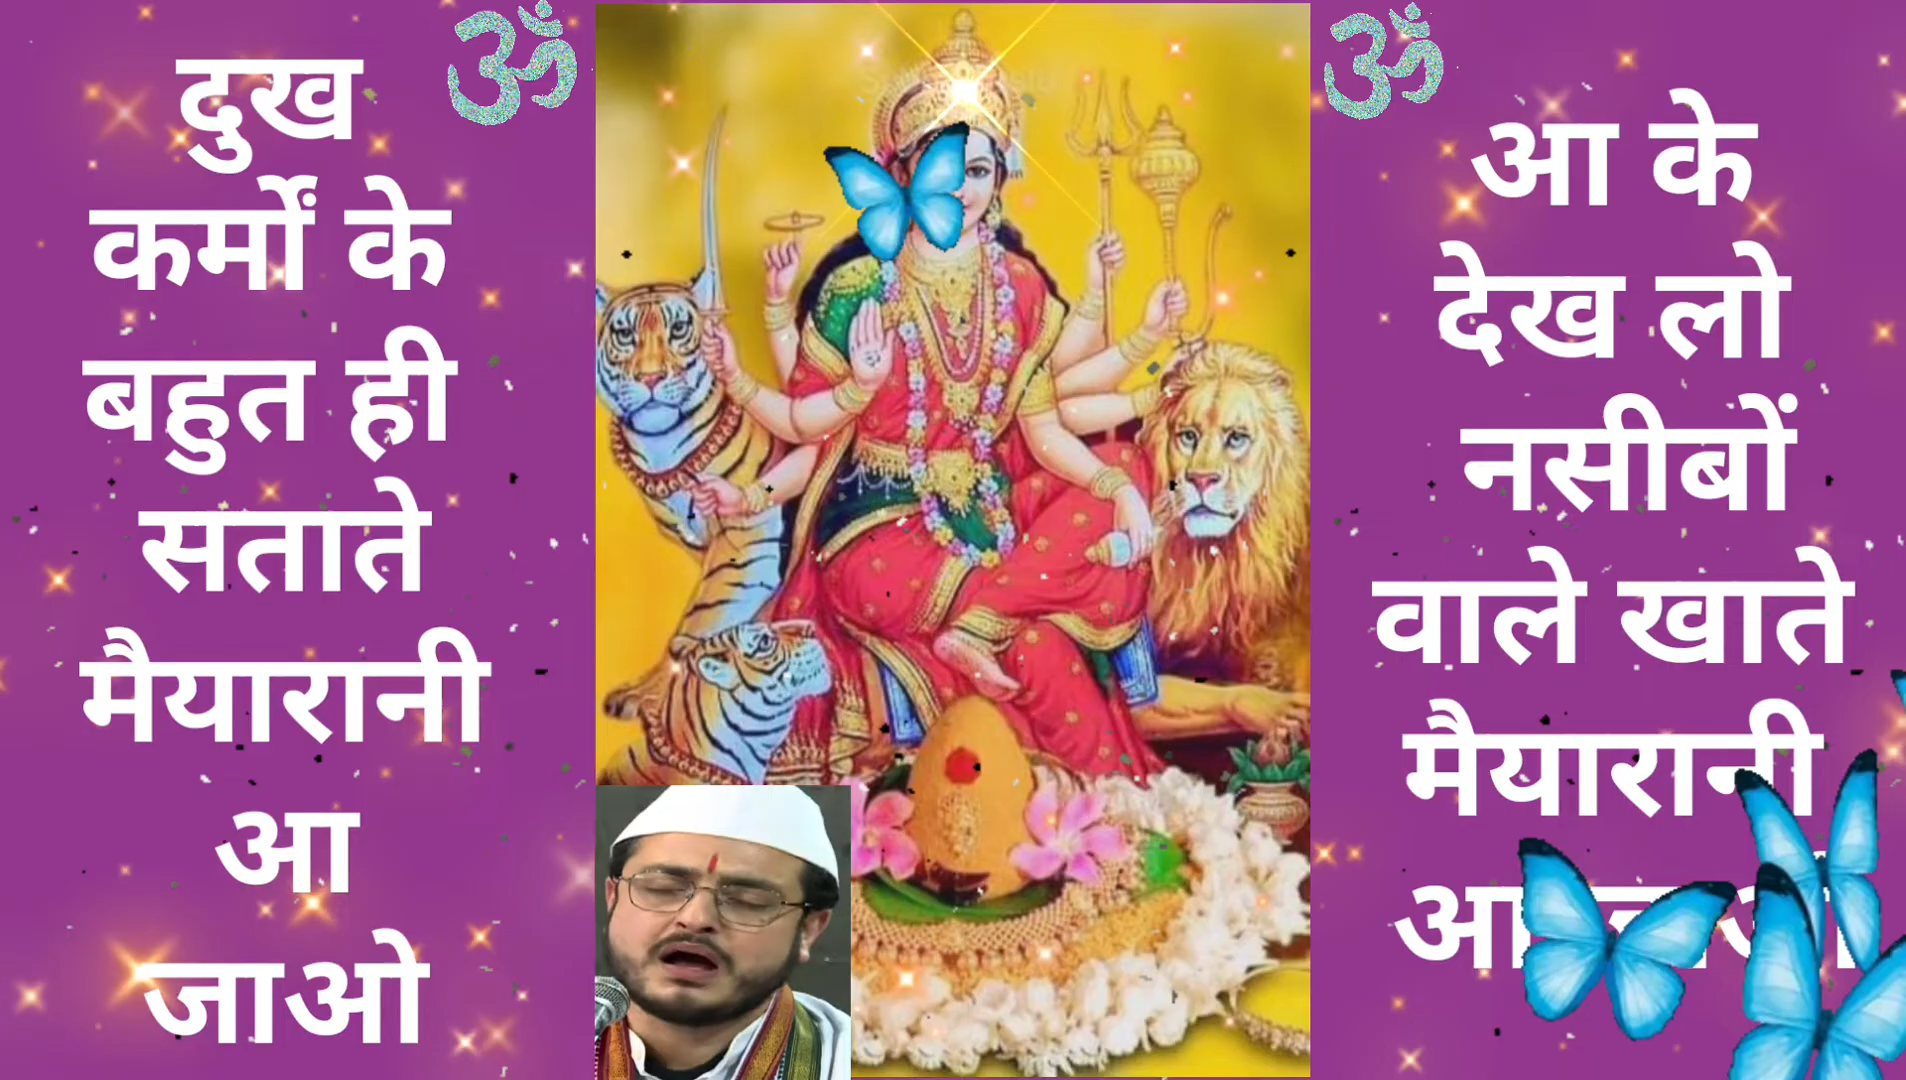 ॐ
दुख
कर्मों के
बहुत ही
सताते
मैयारानी
आ
जाओ
ॐ
आ के
देख लो
नसीबों
वाले खाते
मैयारानी
आ